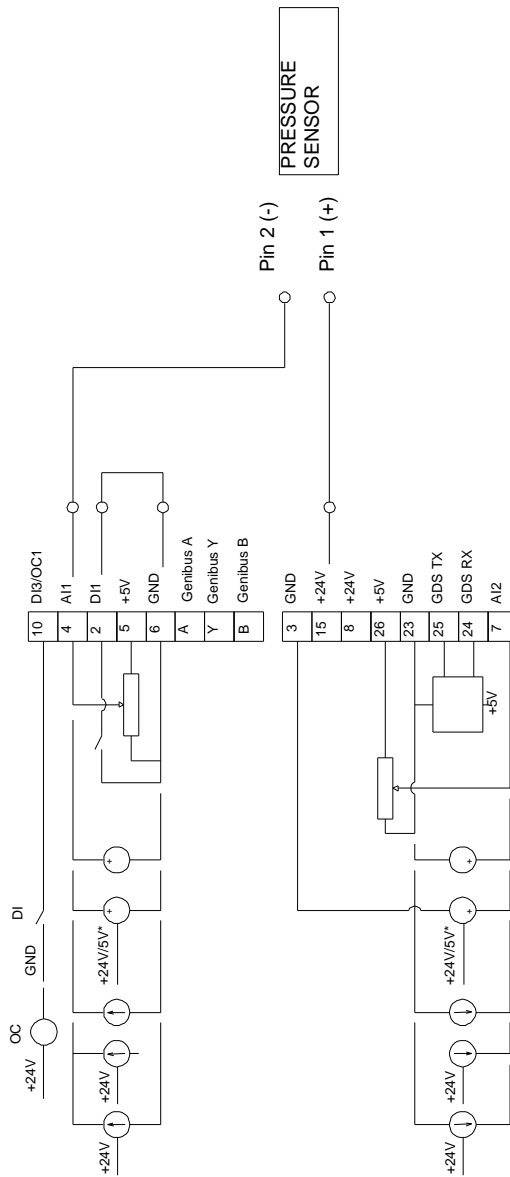 PRESSURE
SENSOR
Pin 2 (-)
Pin 1 (+)
10 DI3/OC1
4 AI1
2 DI1
5 +5V
6 GND
A Genibus A
Y Genibus Y
B Genibus B
3 GND
15 +24V
8 +24V
26 +5V
23 GND
25 GDS TX
24 GDS RX
7 AI2
DI
GND
OC
+24V
+
+
+24V/5V*
+24V
+24V
+5V
+
+
+24V/5V*
+24V
+24V